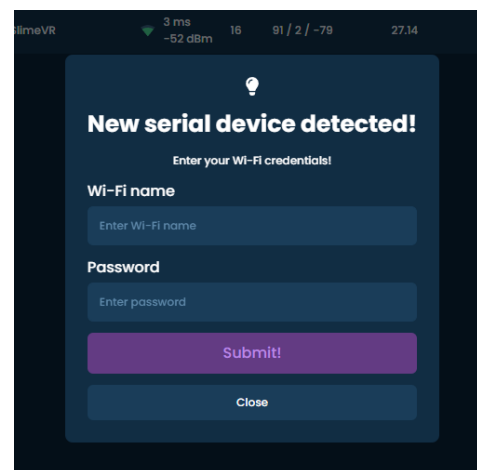 SlimeVR 3 ms 16 91 / 2 / -79 27.14
-52 dBm
New serial device detected!
Enter your Wi-Fi credentials!
Wi-Fi name
Enter Wi-Fi name
Password
Enter password
Submit!
Close